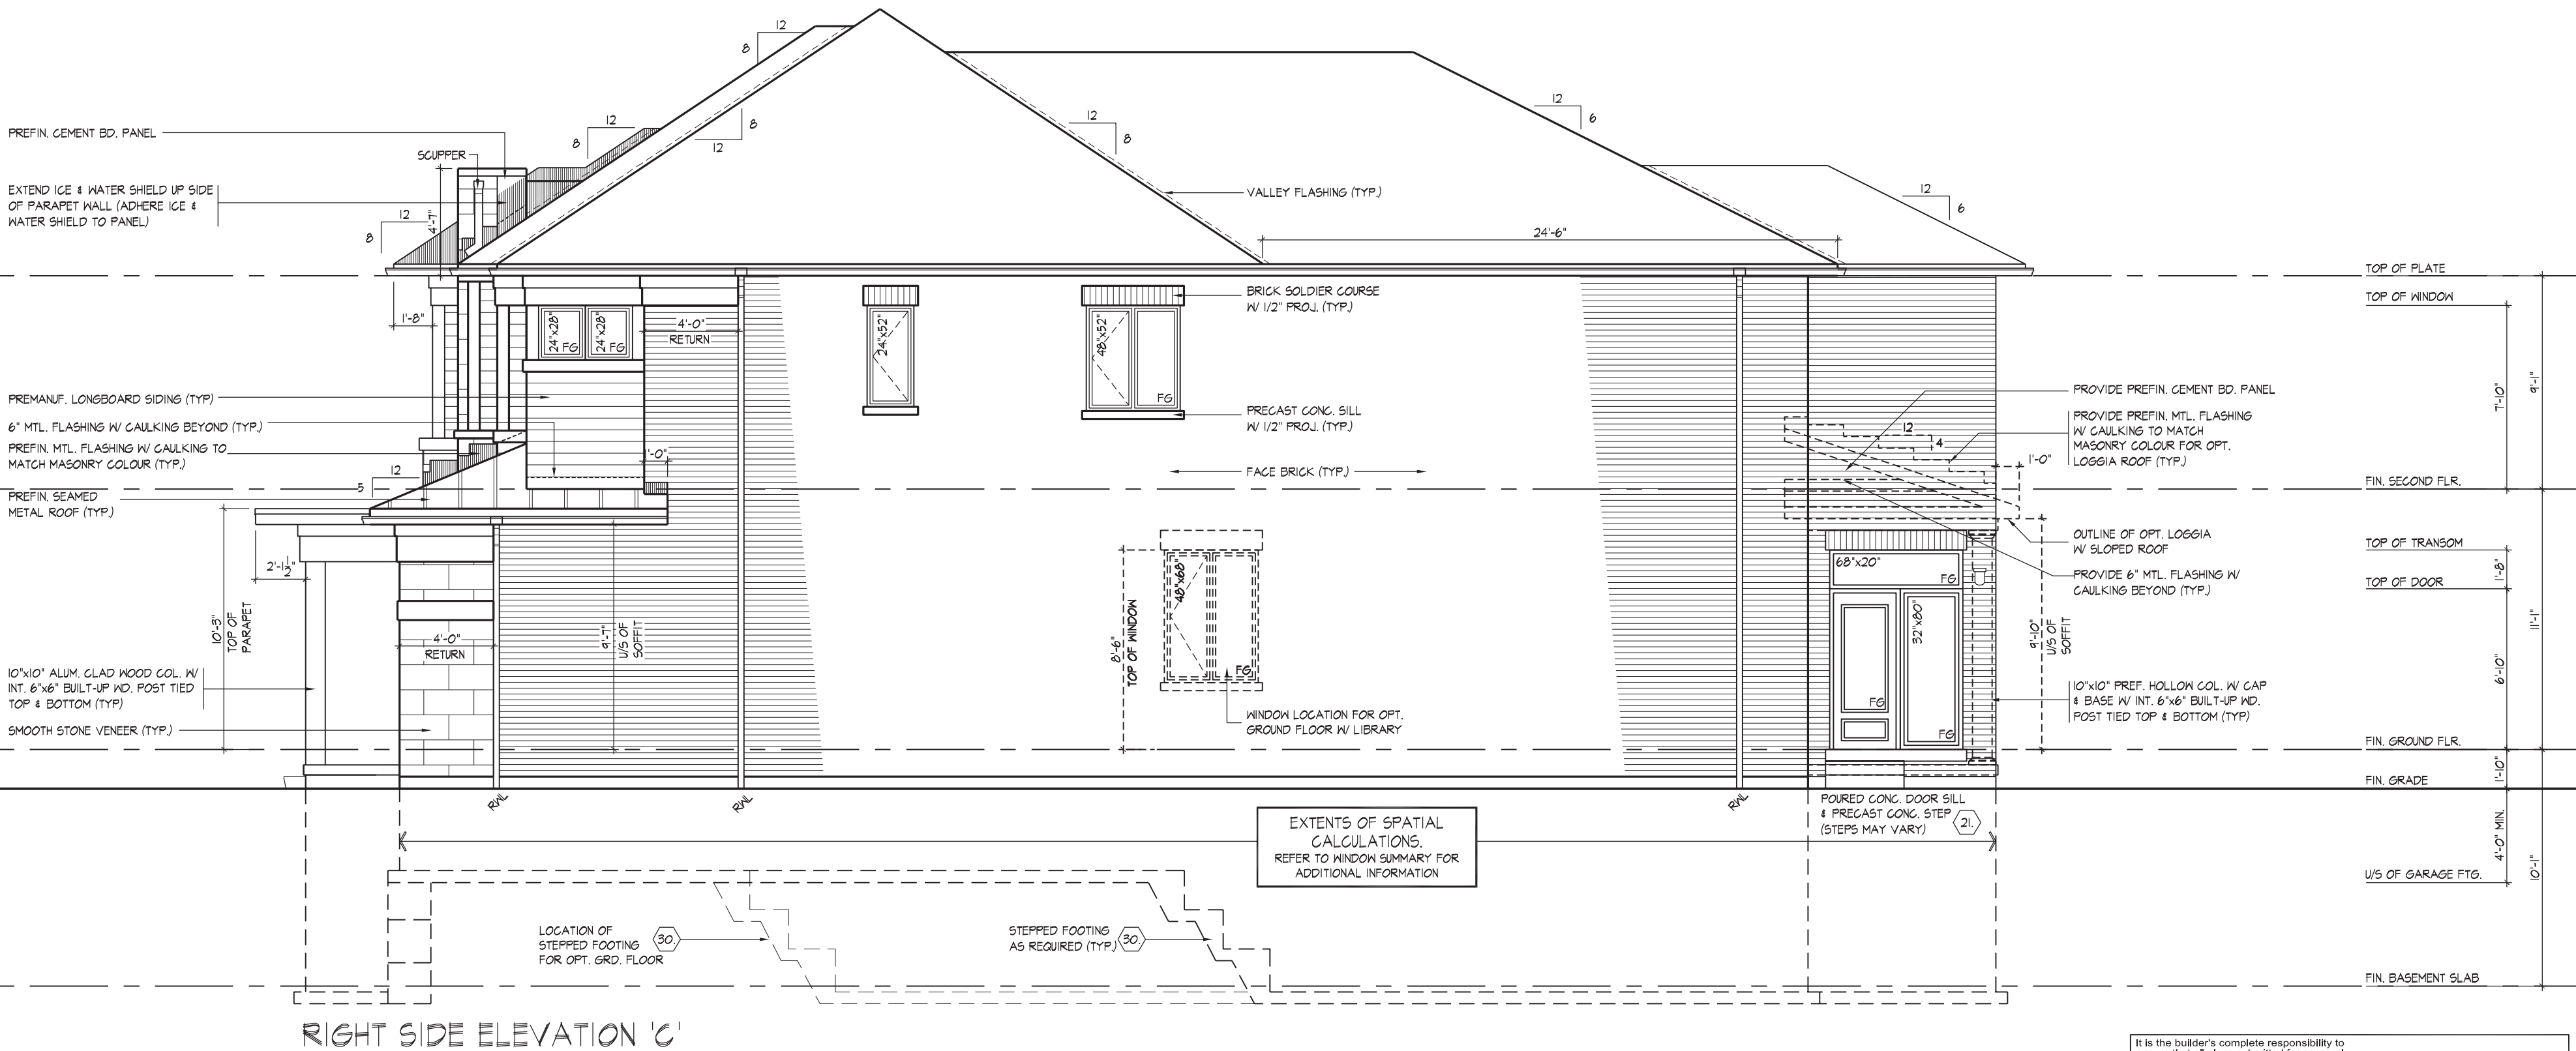 12
8
12
8
12
8
12
8
12
6
12
6
12
8
PREFIN. CEMENT BD. PANEL
SCUPPER
EXTEND ICE & WATER SHIELD UP SIDE
OF PARAPET WALL (ADHERE ICE &
WATER SHIELD TO PANEL)
4'-7"
VALLEY FLASHING (TYP.)
24'-6"
1'-8"
24"x28"
FG
24"x28"
FG
4'-0"
RETURN
24"x52"
48"x52"
FG
BRICK SOLDIER COURSE
W/ 1/2" PROJ. (TYP.)
PRECAST CONC. SILL
W/ 1/2" PROJ. (TYP.)
FACE BRICK (TYP.)
PREMANUF. LONGBOARD SIDING (TYP)
6" MTL. FLASHING W/ CAULKING BEYOND (TYP.)
PREFIN. MTL. FLASHING W/ CAULKING TO
MATCH MASONRY COLOUR (TYP.)
12
5
PREFIN. SEAMED
METAL ROOF (TYP.)
1'-0"
2'-1½"
10'-3"
TOP OF
PARAPET
4'-0"
RETURN
9'-7"
U/S OF
SOFFIT
10"x10" ALUM. CLAD WOOD COL. W/
INT. 6"x6" BUILT-UP WD. POST TIED
TOP & BOTTOM (TYP)
SMOOTH STONE VENEER (TYP.)
8'-6"
TOP OF WINDOW
48"x68"
FG
WINDOW LOCATION FOR OPT.
GROUND FLOOR W/ LIBRARY
12
4
1'-0"
PROVIDE PREFIN. CEMENT BD. PANEL
PROVIDE PREFIN. MTL. FLASHING
W/ CAULKING TO MATCH
MASONRY COLOUR FOR OPT.
LOGGIA ROOF (TYP.)
OUTLINE OF OPT. LOGGIA
W/ SLOPED ROOF
PROVIDE 6" MTL. FLASHING W/
CAULKING BEYOND (TYP.)
68"x20"
FG
32"x80"
FG
FG
9'-10"
U/S OF
SOFFIT
10"x10" PREF. HOLLOW COL. W/ CAP
& BASE W/ INT. 6"x6" BUILT-UP WD.
POST TIED TOP & BOTTOM (TYP)
TOP OF PLATE
TOP OF WINDOW
7'-10"
9'-1"
FIN. SECOND FLR.
TOP OF TRANSOM
1'-8"
TOP OF DOOR
11'-1"
6'-10"
FIN. GROUND FLR.
1'-10"
FIN. GRADE
4'-0" MIN.
10'-1"
U/S OF GARAGE FTG.
FIN. BASEMENT SLAB
RWL
RWL
RWL
POURED CONC. DOOR SILL
& PRECAST CONC. STEP
(STEPS MAY VARY)
21.
EXTENTS OF SPATIAL
CALCULATIONS.
REFER TO WINDOW SUMMARY FOR
ADDITIONAL INFORMATION
LOCATION OF
STEPPED FOOTING
FOR OPT. GRD. FLOOR
30.
STEPPED FOOTING
AS REQUIRED (TYP.)
30.
RIGHT SIDE ELEVATION 'C'
It is the builder's complete responsibility to